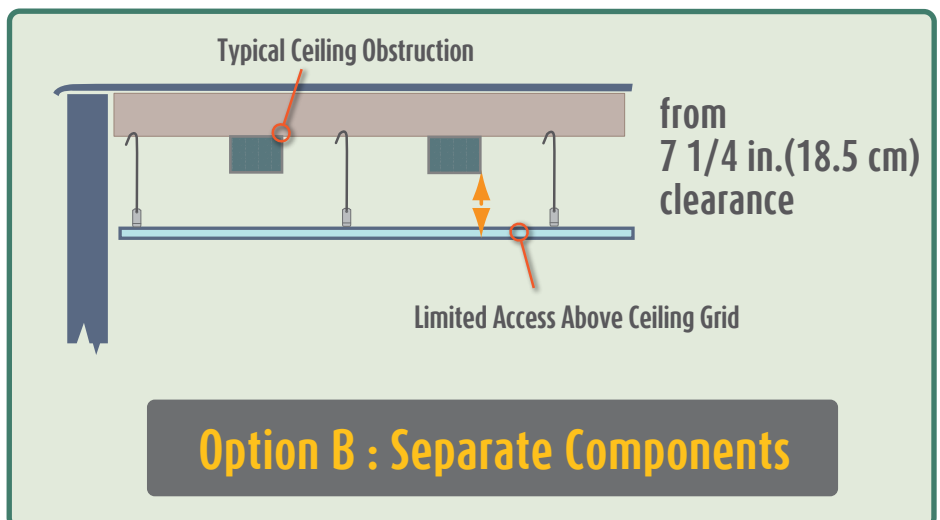 Typical Ceiling Obstruction
from
7 1/4 in.(18.5 cm)
clearance
Limited Access Above Ceiling Grid
Option B : Separate Components